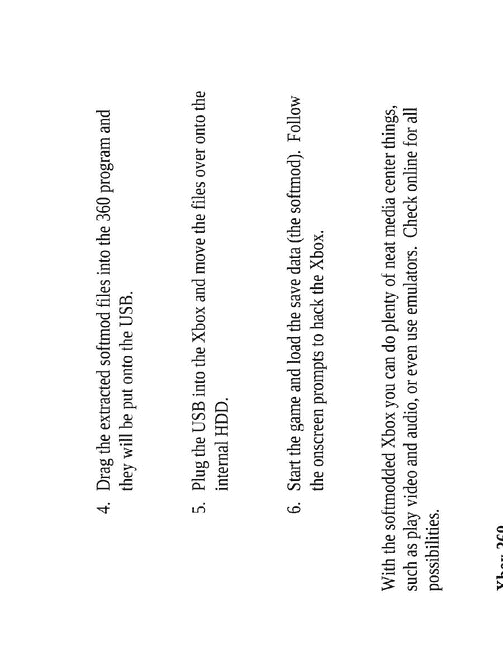 4. Drag the extracted softmod files into the 360 program and
they will be put onto the USB.
5. Plug the USB into the Xbox and move the files over onto the
internal HDD.
6. Start the game and load the save data (the softmod). Follow
the onscreen prompts to hack the Xbox.
With the softmodded Xbox you can do plenty of neat media center things,
such as play video and audio, or even use emulators. Check online for all
possibilities.
Xbox 360